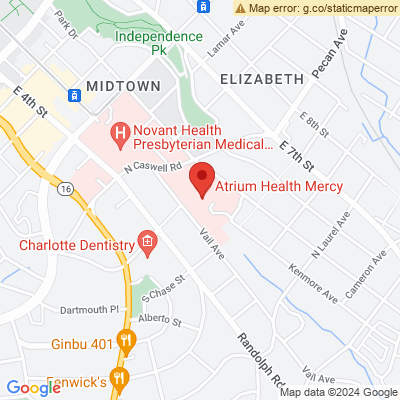 Map error: g.co/staticmaperror
Park Dr
Independence
Pk
Lamar Ave
Pecan Ave
MIDTOWN
ELIZABETH
E 4th St
E 8th St
H
Novant Health
Presbyterian Medical...
E 7th St
N Caswell Rd
Atrium Health Mercy
16
Charlotte Dentistry
Vail Ave
N Laurel Ave
Kenmore Ave
Cameron Ave
S Chase St
Dartmouth Pl
Alberto St
Ginbu 401
Randolph Rd
Fenwick's
Vail Ave
Google
Map data ©2024 Google